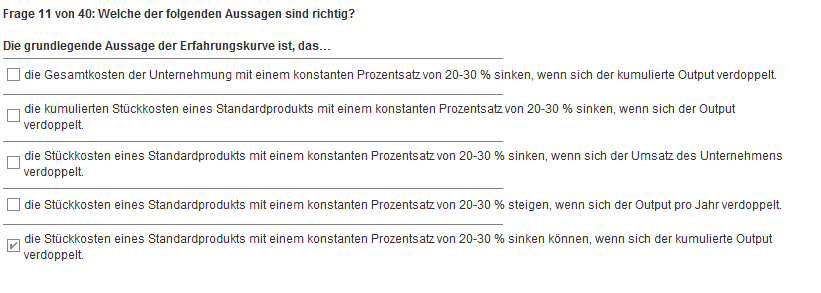 Frage 11 von 40: Welche der folgenden Aussagen sind richtig?
Die grundlegende Aussage der Erfahrungskurve ist, das...
die Gesamtkosten der Unternehmung mit einem konstanten Prozentsatz von 20-30 % sinken, wenn sich der kumulierte Output verdoppelt.
die kumulierten Stückkosten eines Standardprodukts mit einem konstanten Prozentsatz von 20-30 % sinken, wenn sich der Output
verdoppelt.
die Stückkosten eines Standardprodukts mit einem konstanten Prozentsatz von 20-30 % sinken, wenn sich der Umsatz des Unternehmens
verdoppelt.
die Stückkosten eines Standardprodukts mit einem konstanten Prozentsatz von 20-30 % steigen, wenn sich der Output pro Jahr verdoppelt.
die Stückkosten eines Standardprodukts mit einem konstanten Prozentsatz von 20-30 % sinken können, wenn sich der kumulierte Output
verdoppelt.